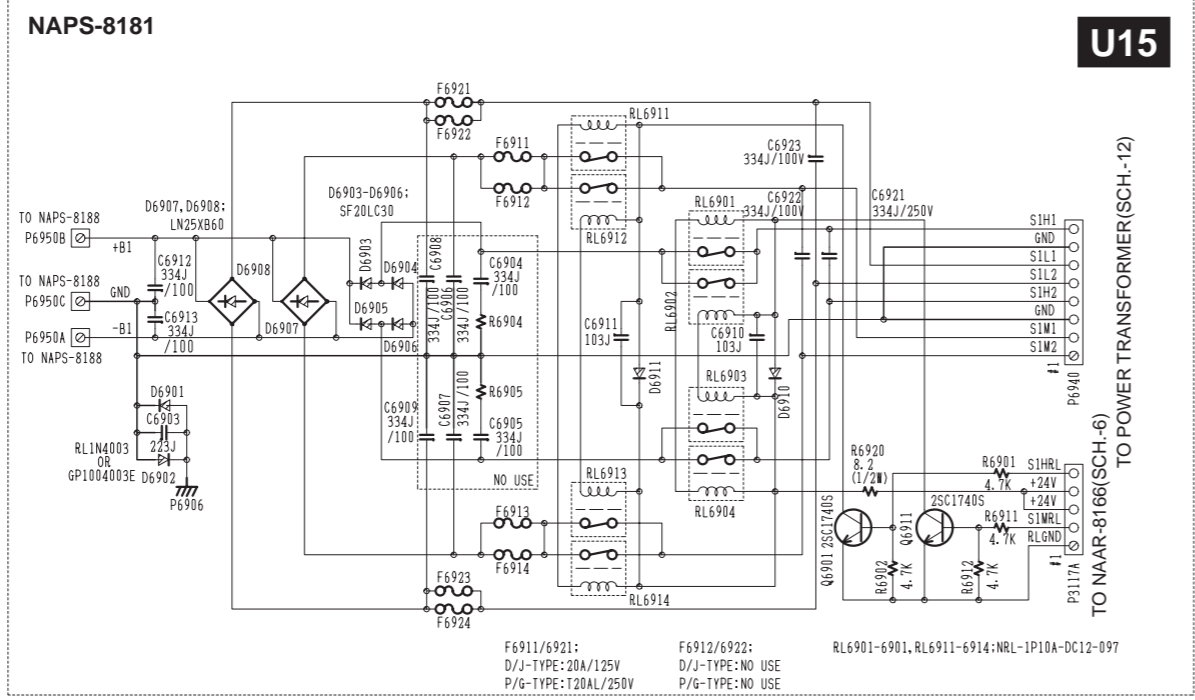 NAPS-8181
U15
F6921
F6922
RL6911
F6911
F6912
RL6912
C6923
334J/100V
C6922
334J/100V
C6921
334J/250V
RL6901
RL6902
D6903-D6906;
SF20LC30
D6907,D6908;
LN25XB60
TO NAPS-8188
P6950B
+B1
TO NAPS-8188
P6950C
GND
P6950A
-B1
TO NAPS-8188
C6912
334J
/100
C6913
334J
/100
D6908
D6907
D6903
D6904
D6905
D6906
C6908
334J/100
C6906
334J/100
C6904
334J
/100
R6904
R6905
C6909
334J
/100
C6907
334J/100
C6905
334J
/100
NO USE
C6911
103J
D6911
C6910
103J
D6910
RL6903
RL6904
D6901
C6903
223J
D6902
RL1N4003
OR
GP1004003E
P6906
RL6913
F6913
F6914
RL6914
F6923
F6924
S1H1
GND
S1L1
S1L2
S1H2
GND
S1M1
S1M2
#1
P6940
TO POWER TRANSFORMER(SCH.-12)
R6920
8.2
(1/2W)
R6901
4.7K
2SC1740S
Q6911
R6911
4.7K
Q6901 2SC1740S
R6902
4.7K
R6912
4.7K
S1HRL
+24V
+24V
S1MRL
RLGND
#1
P3117A
TO NAAR-8166(SCH.-6)
F6911/6921;
D/J-TYPE:20A/125V
P/G-TYPE:T20AL/250V
F6912/6922;
D/J-TYPE:NO USE
P/G-TYPE:NO USE
RL6901-6901,RL6911-6914;NRL-1P10A-DC12-097